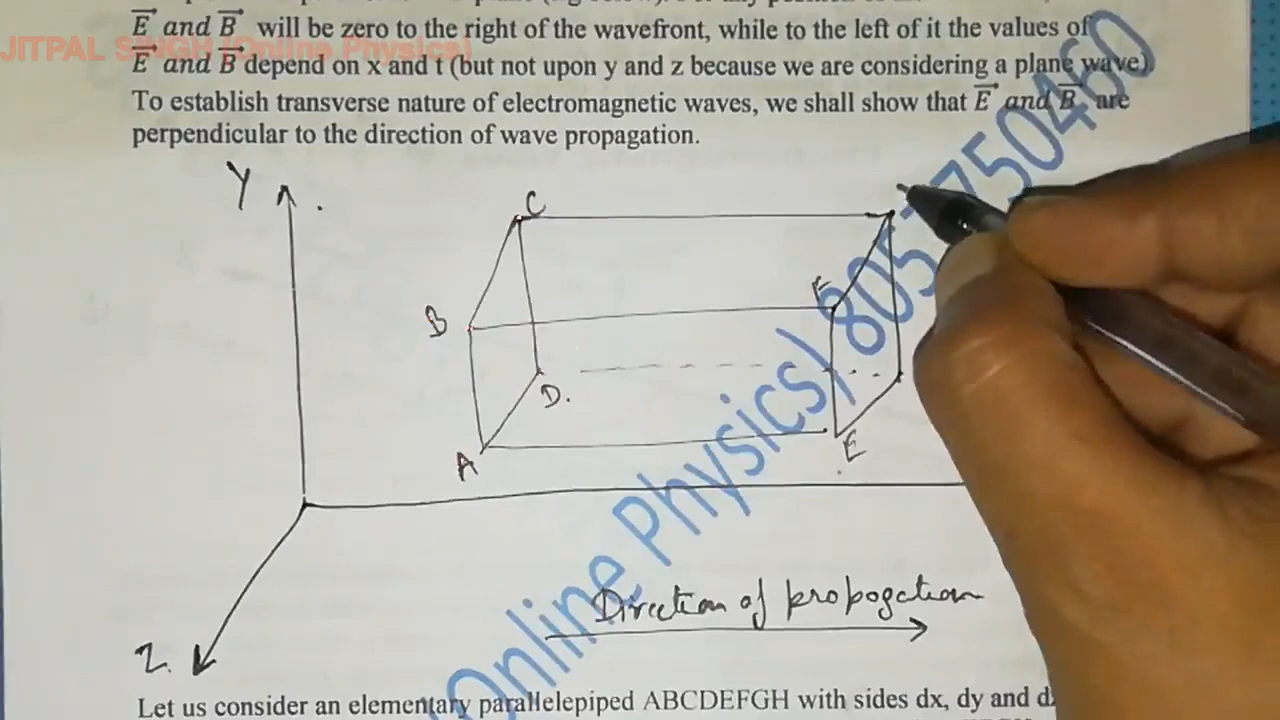 E and B will be zero to the right of the wavefront, while to the left of it the values of
JITPAL SINGH (Online Physics)
E and B depend on x and t (but not upon y and z because we are considering a plane wave)
To establish transverse nature of electromagnetic waves, we shall show that E and B are
perpendicular to the direction of wave propagation.
Y
C
B
F
D.
A
E
Z.
Online Physics) 8057750460
Direction of propogation
Let us consider an elementary parallelepiped ABCDEFGH with sides dx, dy and